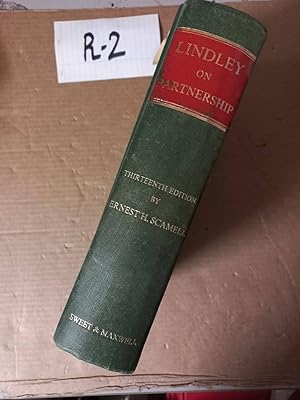 R-2
LINDLEY
ON
PARTNERSHIP
THIRTEENTH EDITION
BY
ERNEST H. SCAMELL
SWEET & MAXWELL